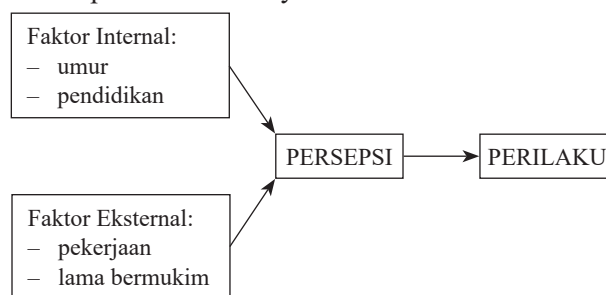 Faktor Internal:
– umur
– pendidikan
PERSEPSI
PERILAKU
Faktor Eksternal:
– pekerjaan
– lama bermukim